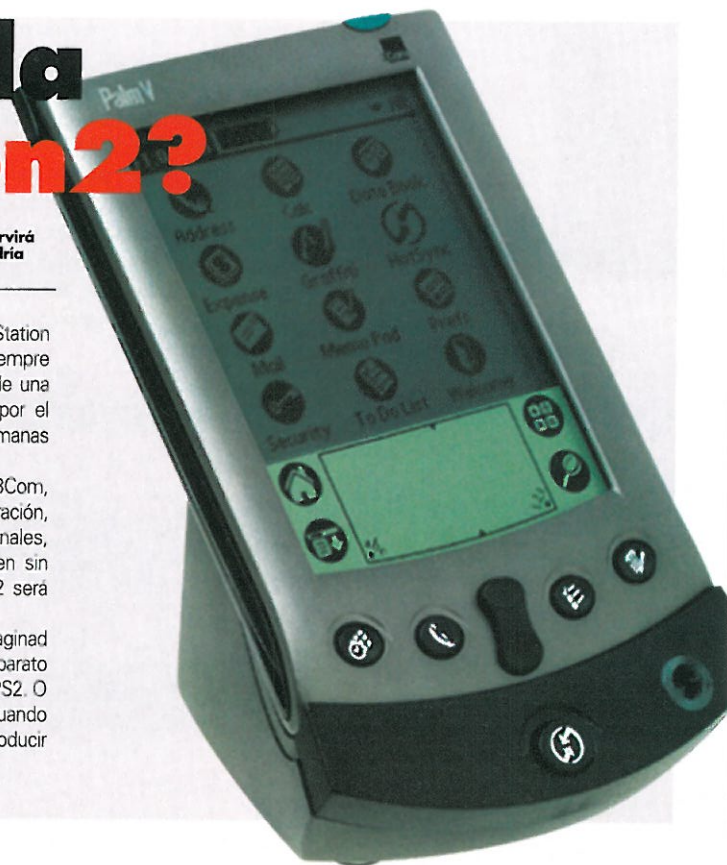 la
n2?
rvirá
dría
Station
empre
de una
por el
manas
3Com,
ración,
nales,
en sin
2 será
aginad
parato
PS2. O
uando
oducir
PalmV
Address
Calc
Date Book
Expense
Graffiti
HotSync
Mail
Memo Pad
Prefs
Security
To Do List
Welcome